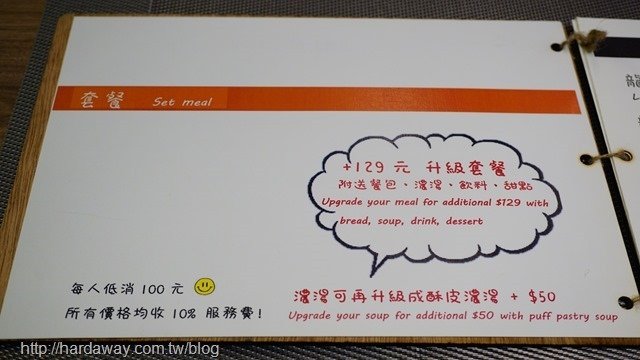 套餐 Set meal
+129 元 升級套餐
附送餐包、濃湯、飲料、甜點
Upgrade your meal for additional $129 with
bread, soup, drink, dessert
每人低消 100 元
所有價格均收 10% 服務費!
濃湯可再升級成酥皮濃湯 + $50
Upgrade your soup for additional $50 with puff pastry soup
龍
L
http://hardaway.com.tw/blog